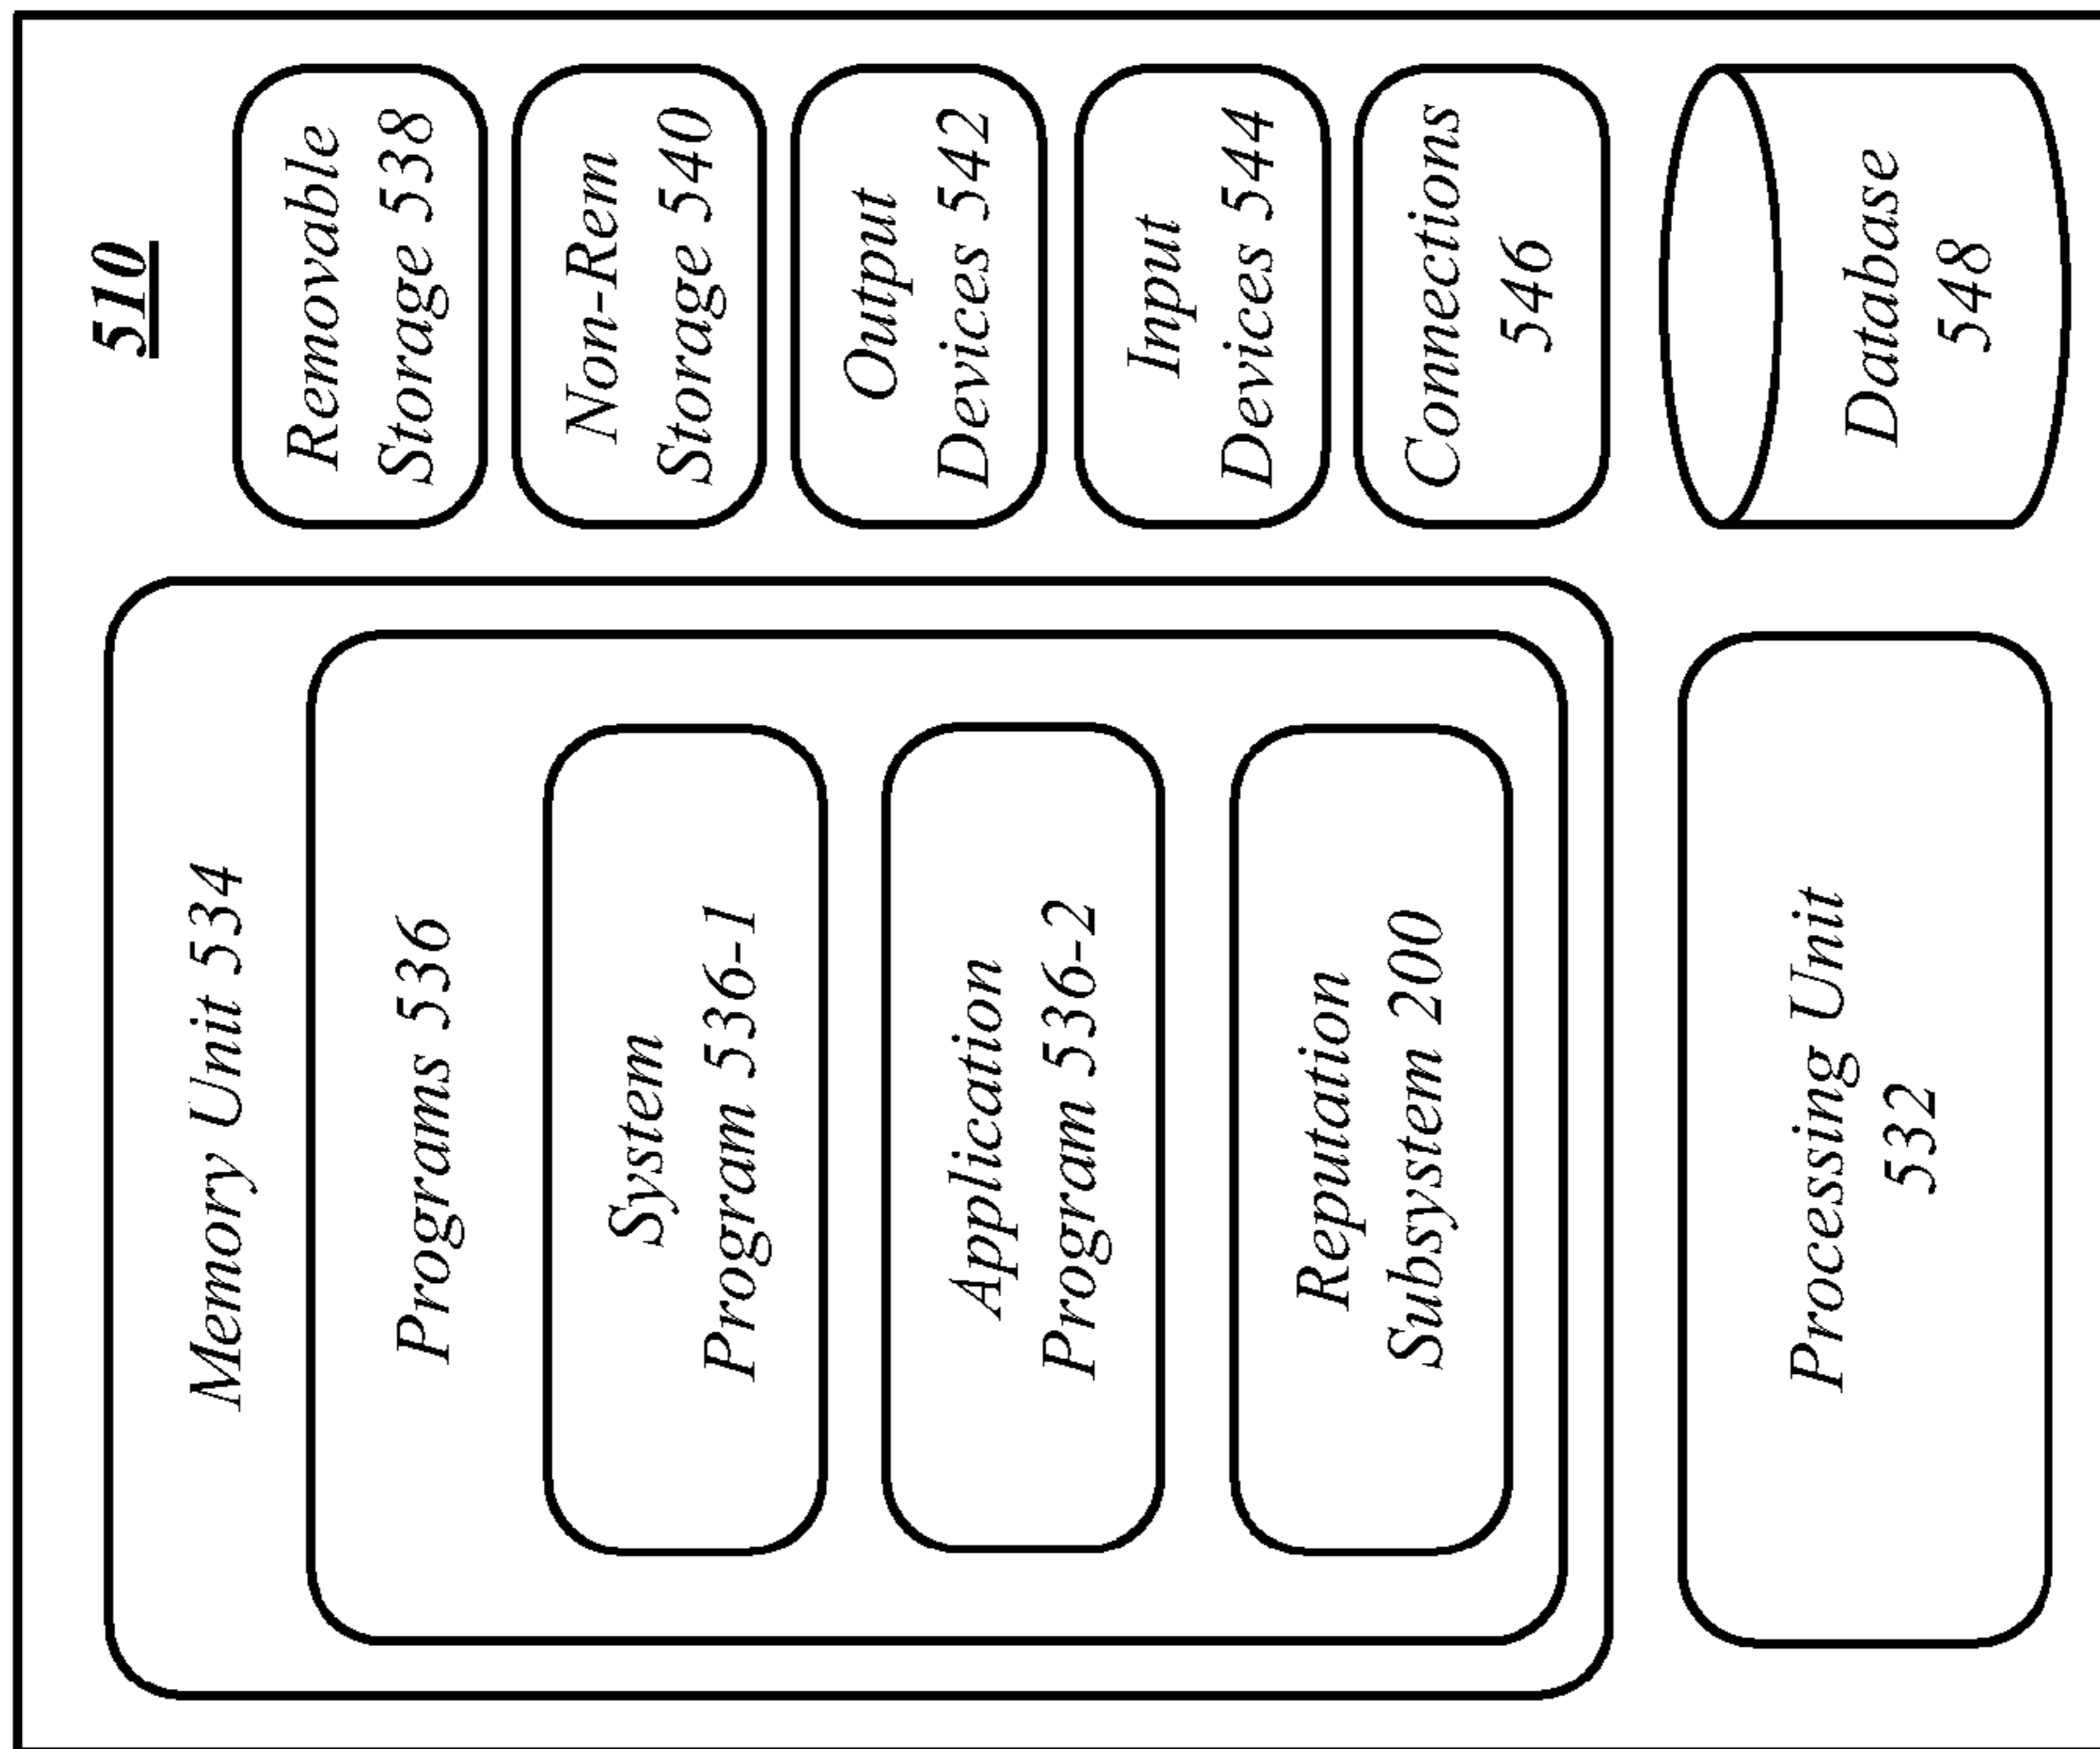 510
Memory Unit 534
Programs 536
System
Program 536-1
Application
Program 536-2
Reputation
Subsystem 200
Processing Unit
532
Removable
Storage 538
Non-Rem
Storage 540
Output
Devices 542
Input
Devices 544
Connections
546
Database
548